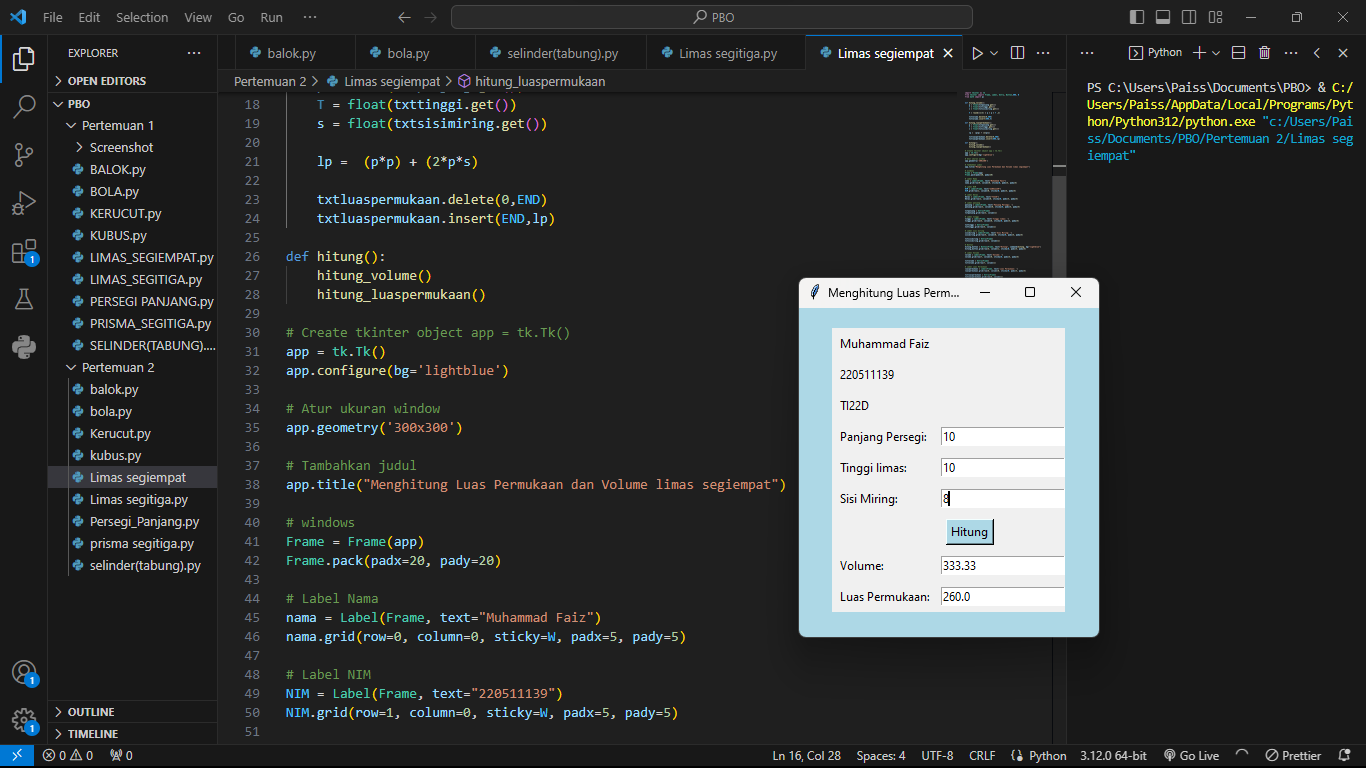 File Edit Selection View Go Run ··· PBO
EXPLORER ···
OPEN EDITORS
PBO
Pertemuan 1
Screenshot
BALOK.py
BOLA.py
KERUCUT.py
KUBUS.py
LIMAS_SEGIEMPAT.py
LIMAS_SEGITIGA.py
PERSEGI PANJANG.py
PRISMA_SEGITIGA.py
SELINDER(TABUNG)....
Pertemuan 2
balok.py
bola.py
Kerucut.py
kubus.py
Limas segiempat
Limas segitiga.py
Persegi_Panjang.py
prisma segitiga.py
selinder(tabung).py
OUTLINE
TIMELINE
balok.py bola.py selinder(tabung).py Limas segitiga.py Limas segiempat
Pertemuan 2 > Limas segiempat > hitung_luaspermukaan
18 T = float(txttinggi.get())
19 s = float(txtsisimiring.get())
20
21 lp =  (p*p) + (2*p*s)
22
23 txtluaspermukaan.delete(0,END)
24 txtluaspermukaan.insert(END,lp)
25
26 def hitung():
27 hitung_volume()
28 hitung_luaspermukaan()
29
30 # Create tkinter object app = tk.Tk()
31 app = tk.Tk()
32 app.configure(bg='lightblue')
33
34 # Atur ukuran window
35 app.geometry('300x300')
36
37 # Tambahkan judul
38 app.title("Menghitung Luas Permukaan dan Volume limas segiempat")
39
40 # windows
41 Frame = Frame(app)
42 Frame.pack(padx=20, pady=20)
43
44 # Label Nama
45 nama = Label(Frame, text="Muhammad Faiz")
46 nama.grid(row=0, column=0, sticky=W, padx=5, pady=5)
47
48 # Label NIM
49 NIM = Label(Frame, text="220511139")
50 NIM.grid(row=1, column=0, sticky=W, padx=5, pady=5)
51
Python
PS C:\Users\Paiss\Documents\PBO> & C:/
Users/Paiss/AppData/Local/Programs/Pyt
hon/Python312/python.exe "c:/Users/Pai
ss/Documents/PBO/Pertemuan 2/Limas seg
iempat"
Menghitung Luas Perm...
Muhammad Faiz
220511139
TI22D
Panjang Persegi: 10
Tinggi limas: 10
Sisi Miring: 8
Hitung
Volume: 333.33
Luas Permukaan: 260.0
1
1
1
0 0 0 Ln 16, Col 28 Spaces: 4 UTF-8 CRLF Python 3.12.0 64-bit Go Live Prettier